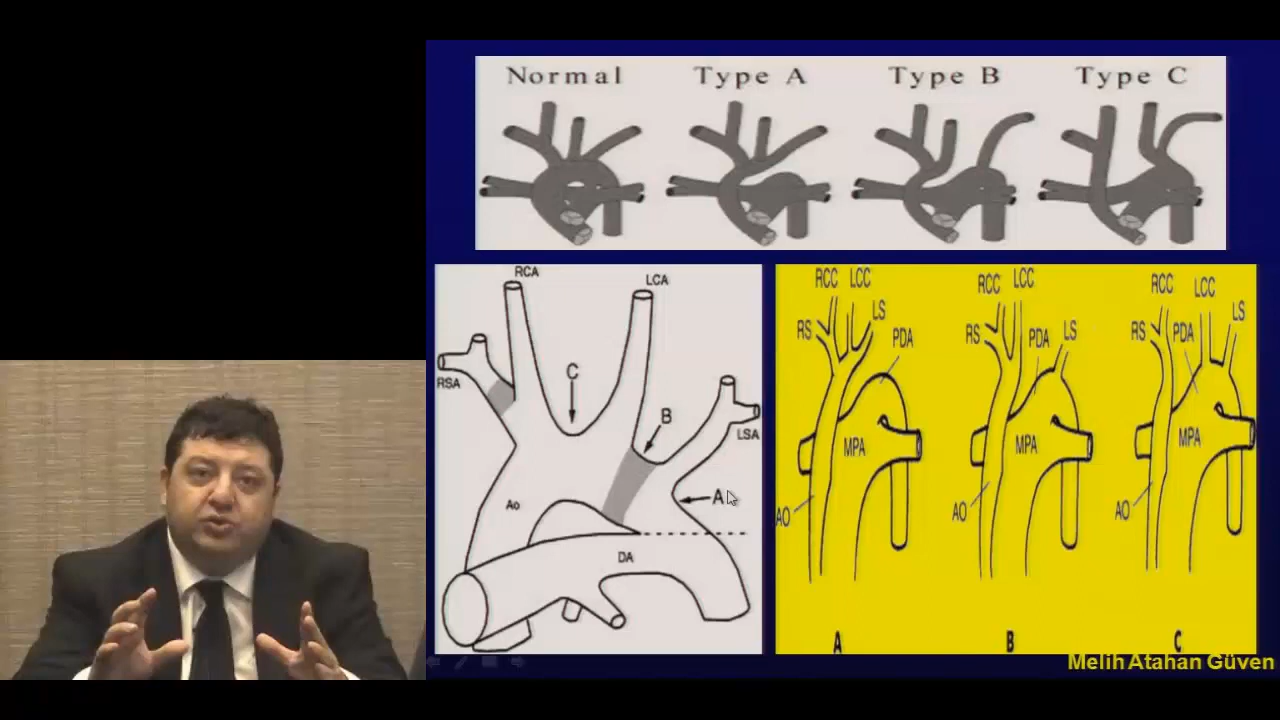 Normal Type A Type B Type C
RCA
LCA
C
RSA
B
LSA
A
Ao
DA
RCC LCC
RS
LS
PDA
MPA
AO
A
RCC LCC
RS
PDA
LS
MPA
AO
B
RCC LCC
RS
PDA
LS
MPA
AO
C
Melih Atahan Güven